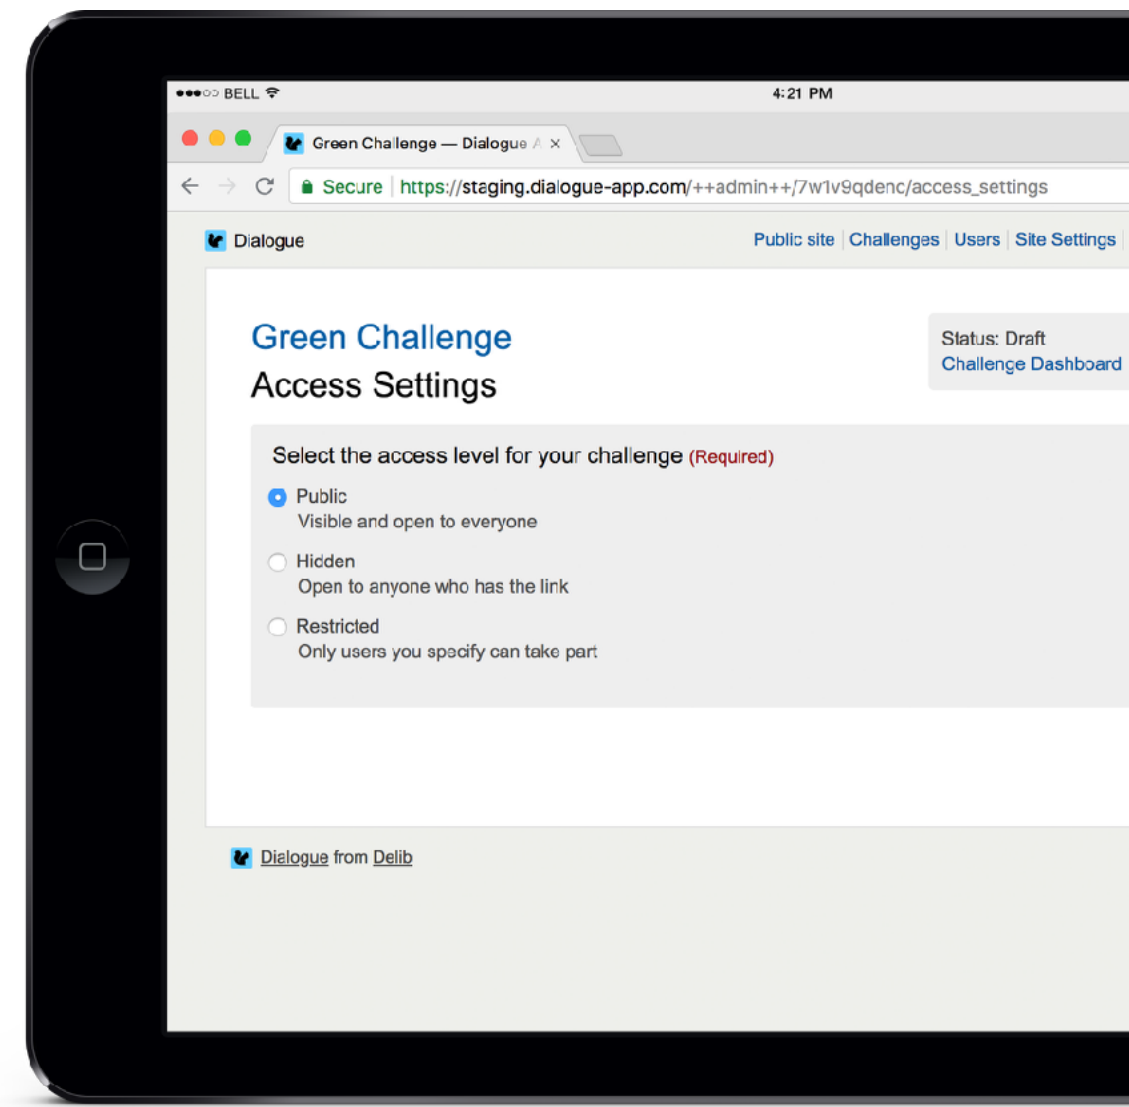 BELL 4:21 PM
Green Challenge — Dialogue A
Secure https://staging.dialogue-app.com/++admin++/7w1v9qdenc/access_settings
Dialogue Public site Challenges Users Site Settings
Green Challenge
Status: Draft
Challenge Dashboard
Access Settings
Select the access level for your challenge (Required)
Public
Visible and open to everyone
Hidden
Open to anyone who has the link
Restricted
Only users you specify can take part
Dialogue from Delib